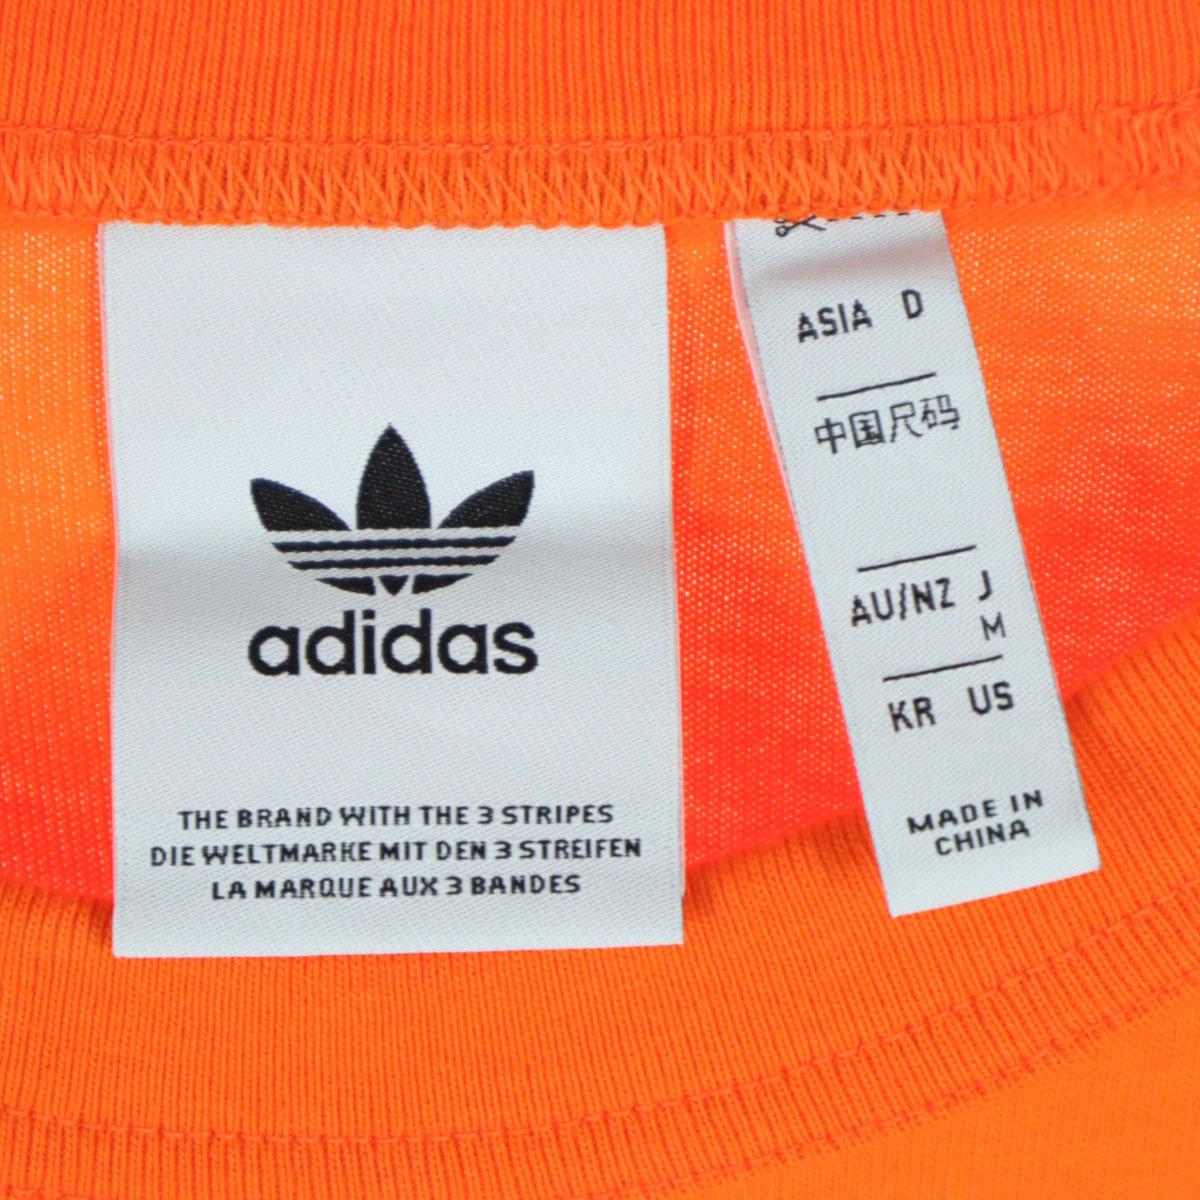 adidas
THE BRAND WITH THE 3 STRIPES
DIE WELTMARKE MIT DEN 3 STREIFEN
LA MARQUE AUX 3 BANDES
ASIA D
中国尺码
AU/NZ J
M
KR US
MADE IN
CHINA